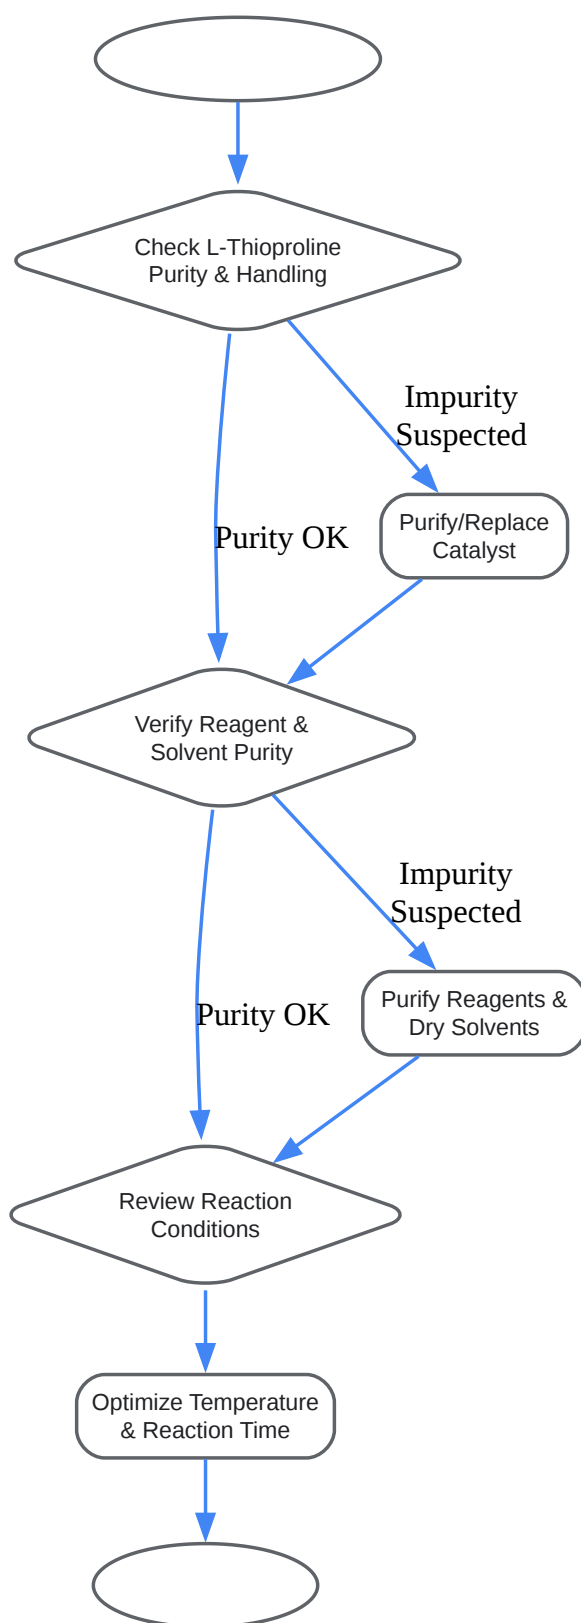 Check L-Thioproline
Purity & Handling
Impurity
Suspected
Purify/Replace
Catalyst
Purity OK
Verify Reagent &
Solvent Purity
Impurity
Suspected
Purify Reagents &
Dry Solvents
Purity OK
Review Reaction
Conditions
Optimize Temperature
& Reaction Time